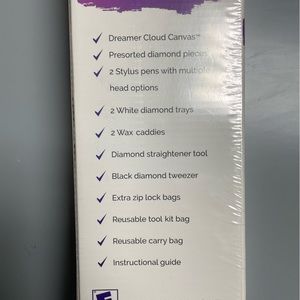 Dreamer Cloud Canvas™
Presorted diamond pieces
2 Stylus pens with multiple
head options
2 White diamond trays
2 Wax caddies
Diamond straightener tool
Black diamond tweezer
Extra zip lock bags
Reusable tool kit bag
Reusable carry bag
Instructional guide